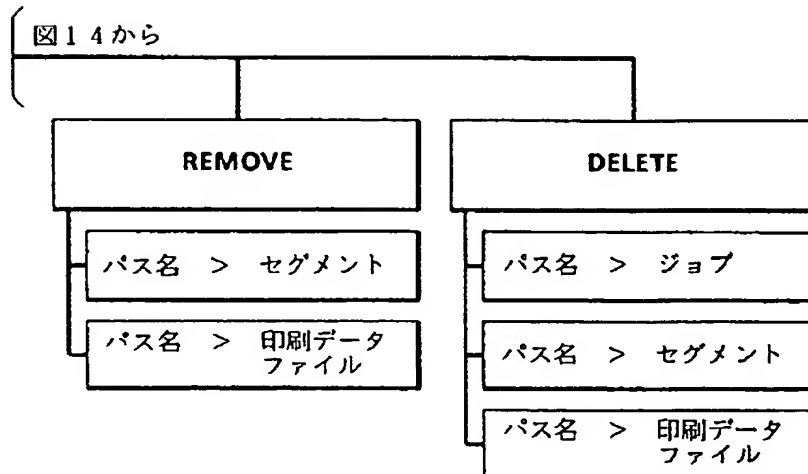 図14から
REMOVE
パス名 > セグメント
パス名 > 印刷データ
ファイル
DELETE
パス名 > ジョブ
パス名 > セグメント
パス名 > 印刷データ
ファイル